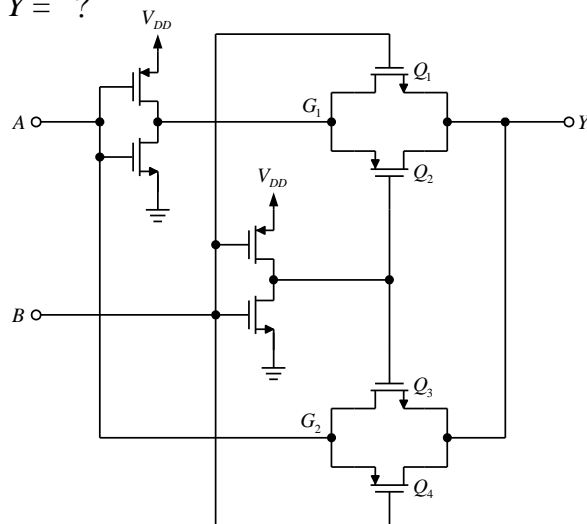 Y = ?
V_DD
Q_1
A
G_1
Y
Q_2
V_DD
B
Q_3
G_2
Q_4